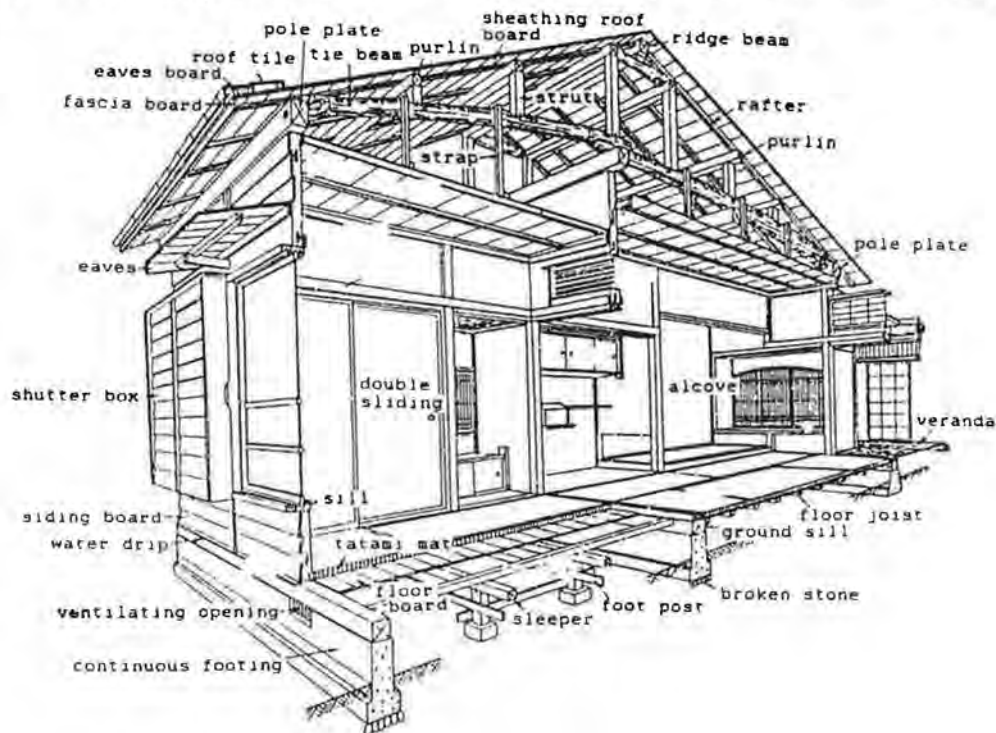 sheathing roof
board
pole plate
purlin
ridge beam
roof tile
tie beam
eaves board
fascia board
strut
rafter
strap
purlin
pole plate
eaves
shutter box
double
sliding
alcove
veranda
sill
siding board
floor joist
ground sill
water drip
tatami mat
floor
board
broken stone
foot post
ventilating opening
sleeper
continuous footing